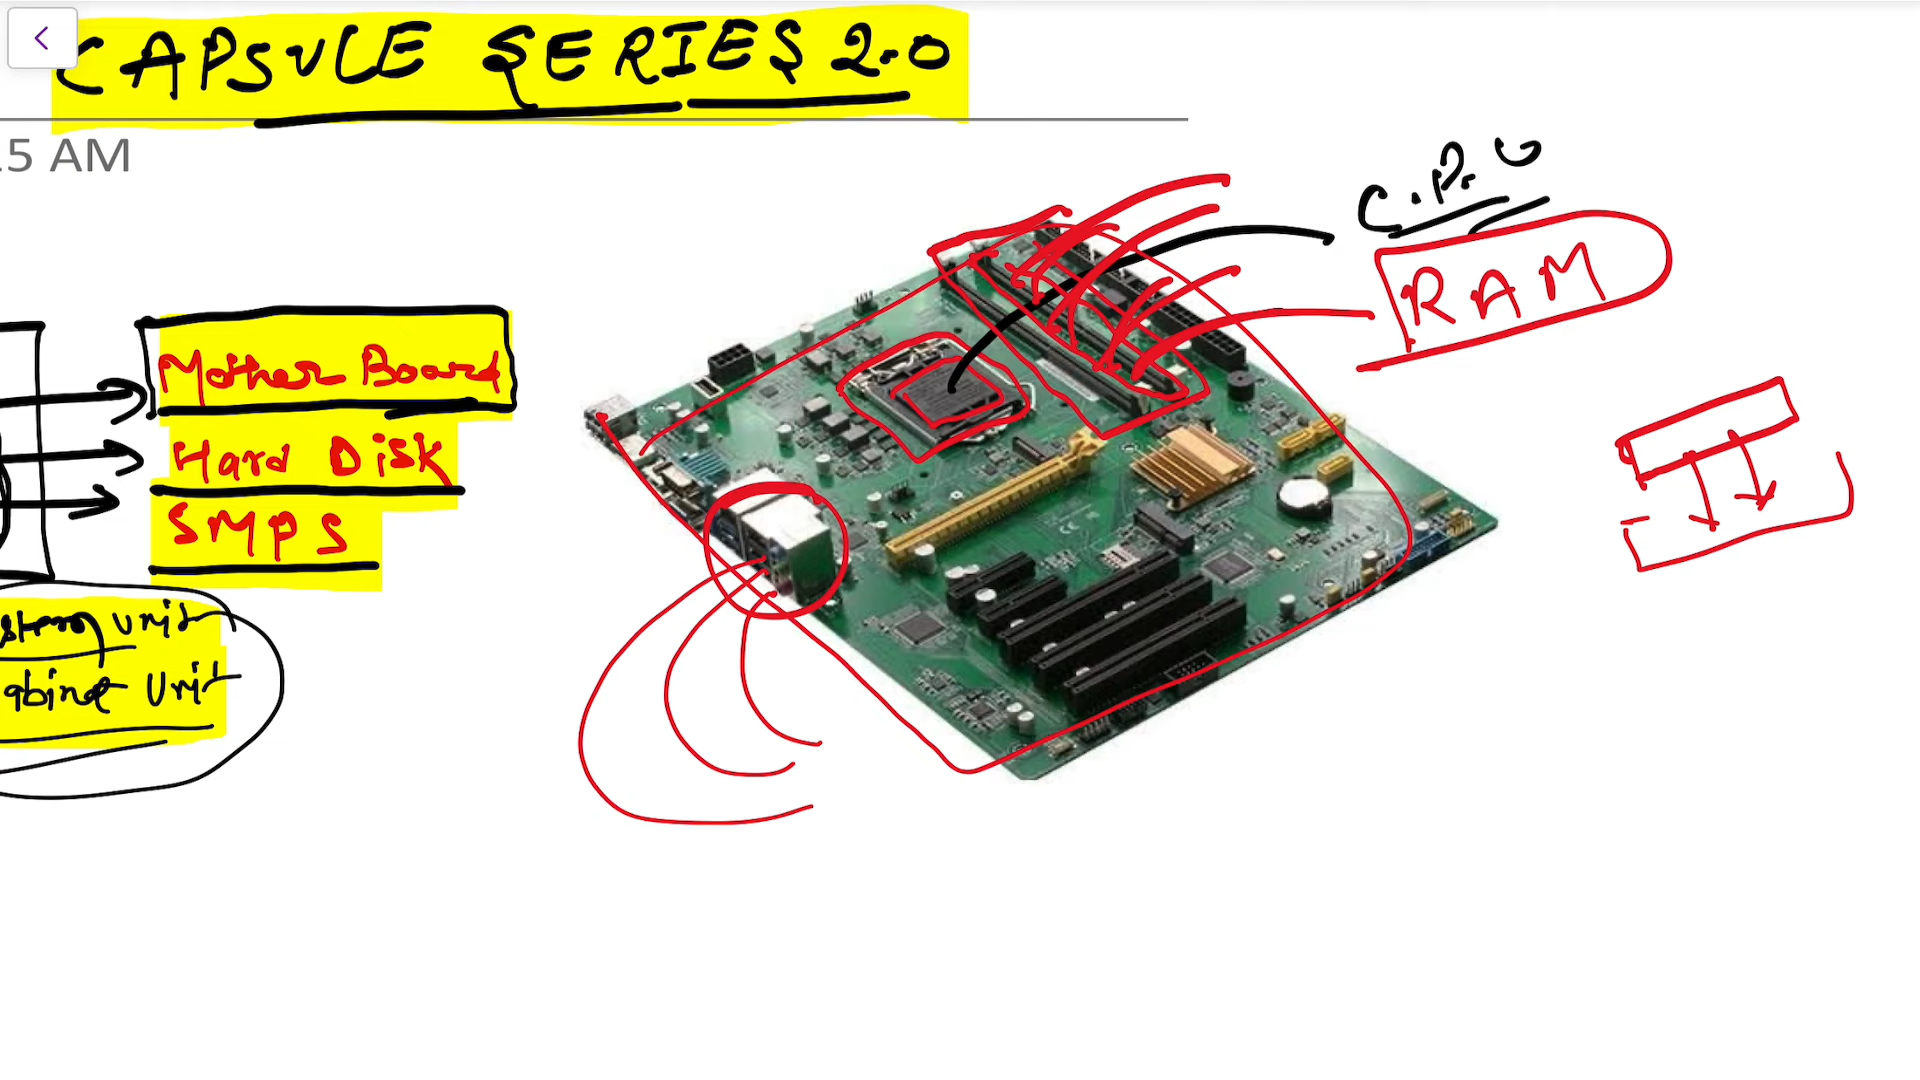 CAPSULE SERIES 2.0
5 AM
C.P.U
RAM
Mother Board
Hard Disk
SMPS
unit
Unit